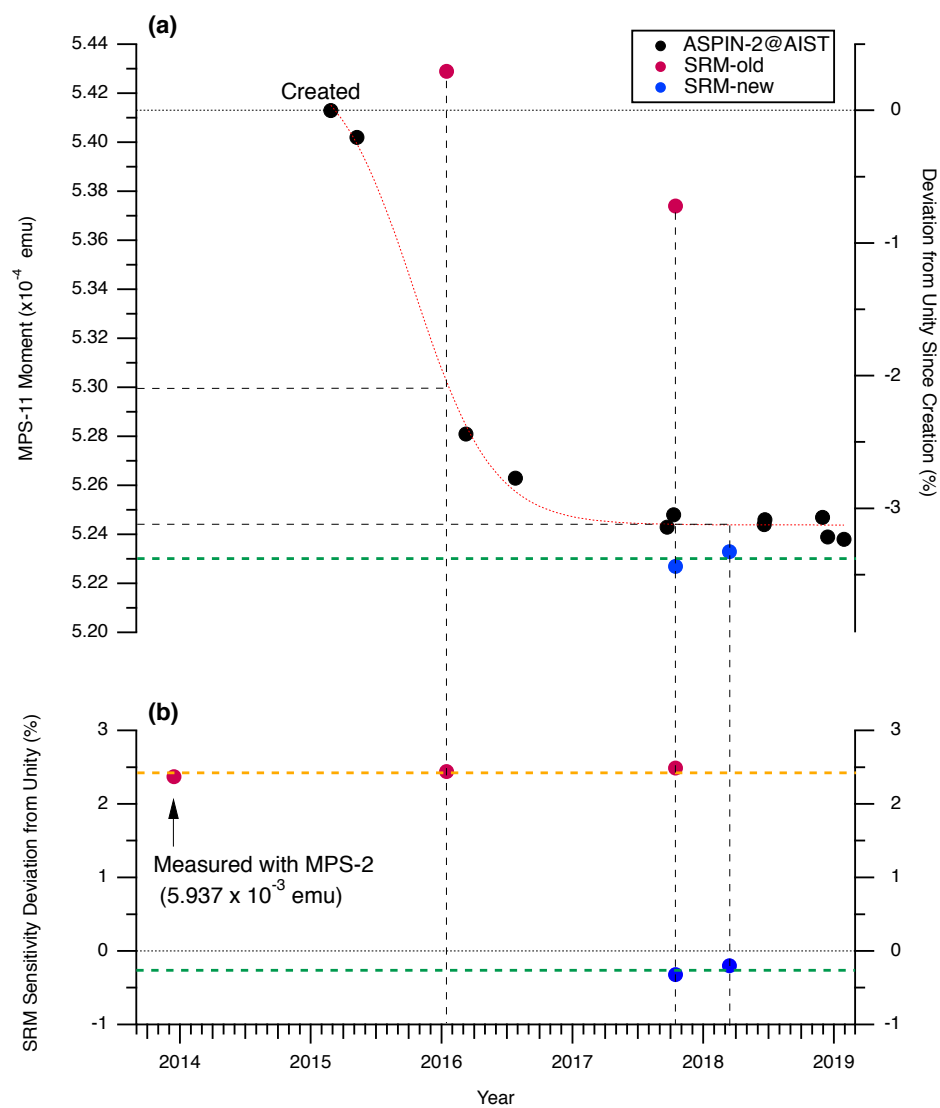 (a)
ASPIN-2@AIST
SRM-old
SRM-new
Created
MPS-11 Moment (x10⁻⁴ emu)
5.44
5.42
5.40
5.38
5.36
5.34
5.32
5.30
5.28
5.26
5.24
5.22
5.20
0
-1
-2
-3
Deviation from Unity Since Creation (%)
(b)
SRM Sensitivity Deviation from Unity (%)
3
2
1
0
-1
Measured with MPS-2
(5.937 x 10⁻³ emu)
3
2
1
0
-1
2014 2015 2016 2017 2018 2019
Year